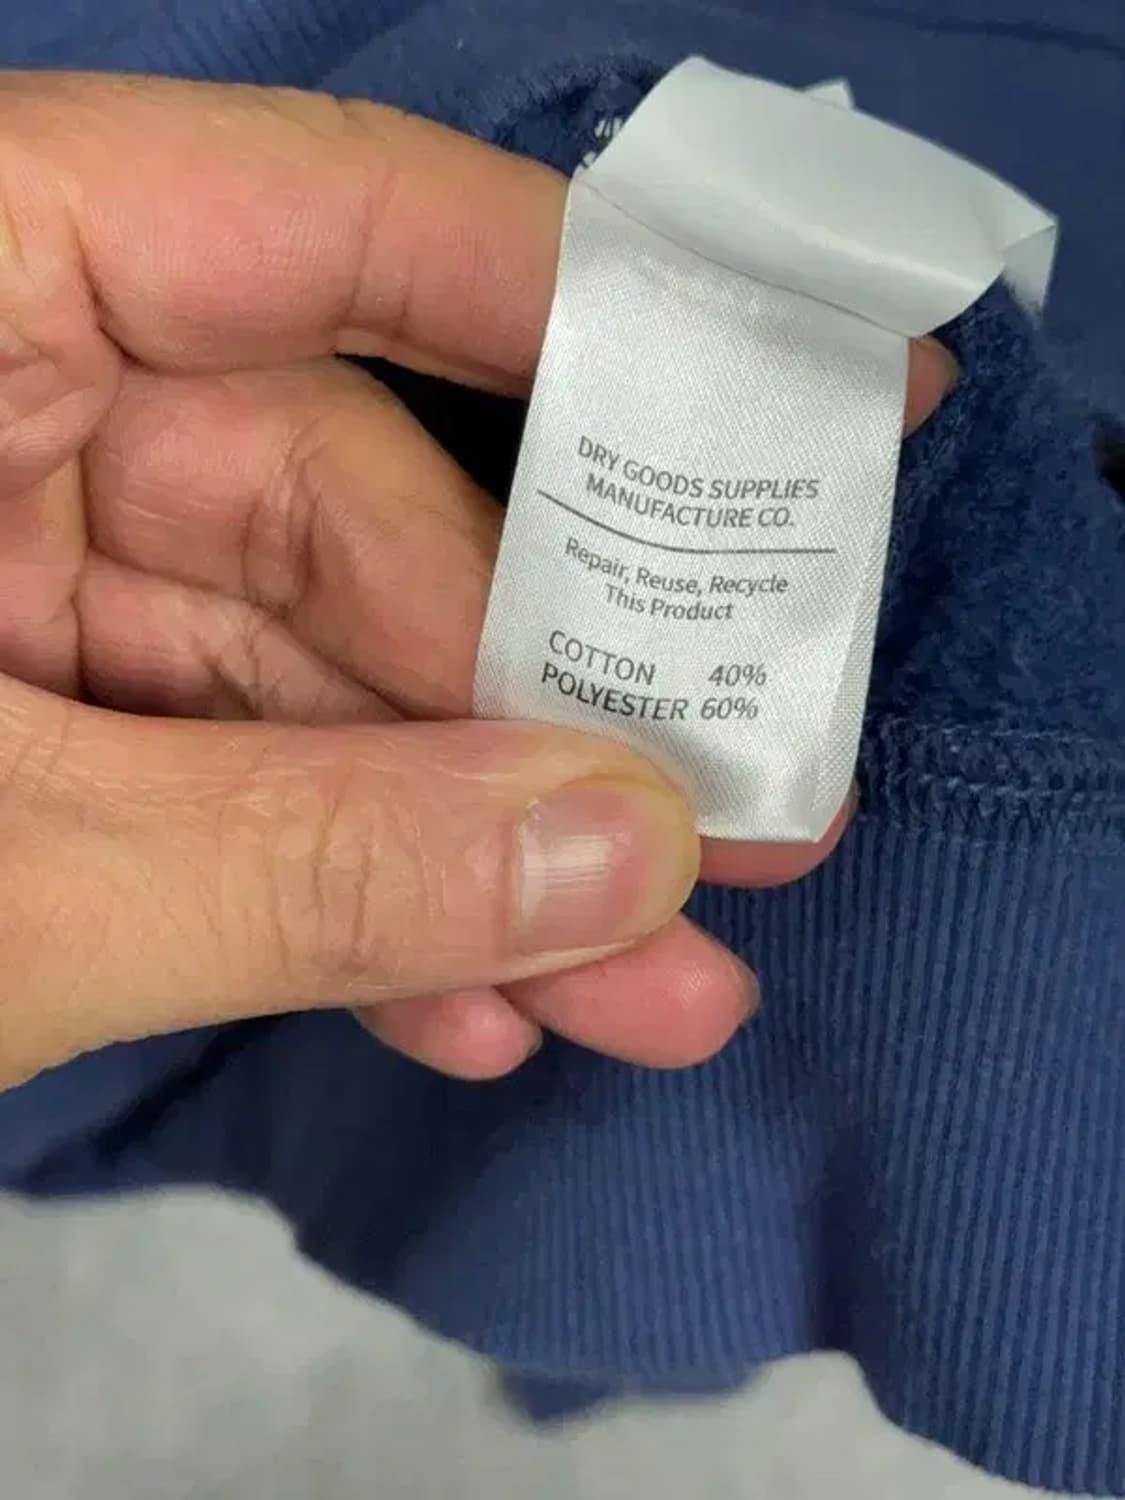 DRY GOODS SUPPLIES
MANUFACTURE CO.
Repair, Reuse, Recycle
This Product
COTTON 40%
POLYESTER 60%